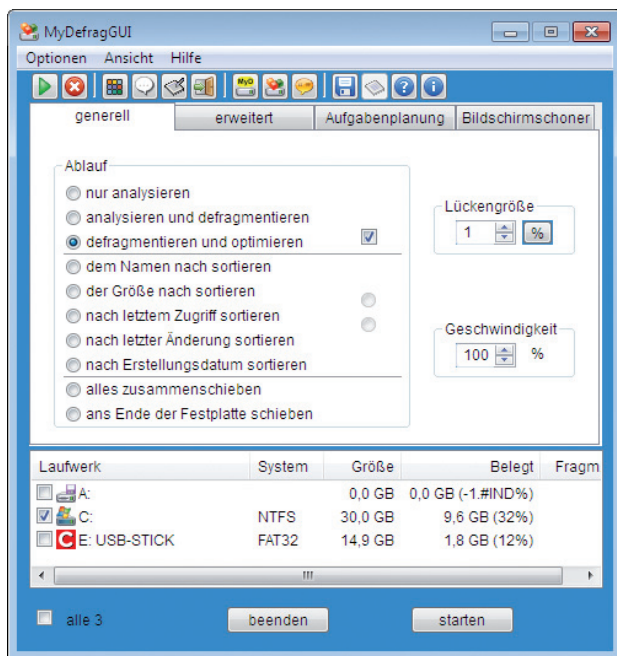 MyDefragGUI
Optionen Ansicht Hilfe
MyD
generell erweitert Aufgabenplanung Bildschirmschoner
Ablauf
nur analysieren
analysieren und defragmentieren
defragmentieren und optimieren
dem Namen nach sortieren
der Größe nach sortieren
nach letztem Zugriff sortieren
nach letzter Änderung sortieren
nach Erstellungsdatum sortieren
alles zusammenschieben
ans Ende der Festplatte schieben
Lückengröße
1 %
Geschwindigkeit
100 %
Laufwerk System Größe Belegt Fragm
A: 0,0 GB 0,0 GB (-1.#IND%)
C: NTFS 30,0 GB 9,6 GB (32%)
C E: USB-STICK FAT32 14,9 GB 1,8 GB (12%)
alle 3 beenden starten